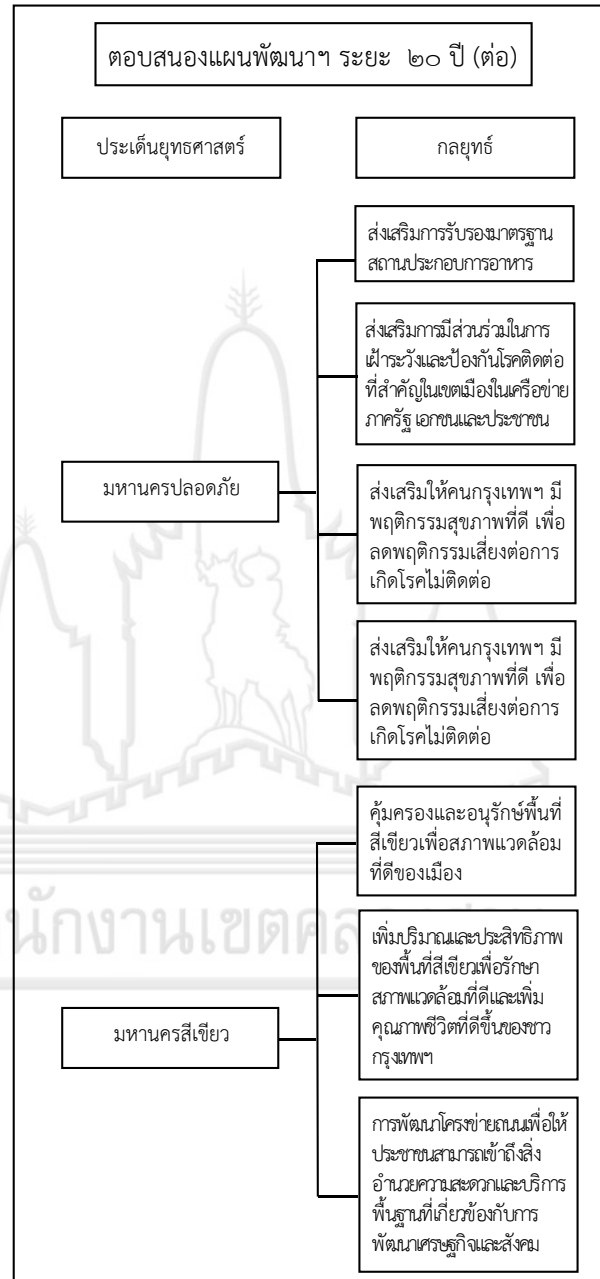 ตอบสนองแผนพัฒนาฯ ระยะ ๒๐ ปี (ต่อ)
ประเด็นยุทธศาสตร์
กลยุทธ์
ส่งเสริมการรับรองมาตรฐาน
สถานประกอบการอาหาร
ส่งเสริมการมีส่วนร่วมในการ
เฝ้าระวังและป้องกันโรคติดต่อ
ที่สำคัญในเขตเมืองในเครือข่าย
ภาครัฐ เอกชนและประชาชน
มหานครปลอดภัย
ส่งเสริมให้คนกรุงเทพฯ มี
พฤติกรรมสุขภาพที่ดี เพื่อ
ลดพฤติกรรมเสี่ยงต่อการ
เกิดโรคไม่ติดต่อ
ส่งเสริมให้คนกรุงเทพฯ มี
พฤติกรรมสุขภาพที่ดี เพื่อ
ลดพฤติกรรมเสี่ยงต่อการ
เกิดโรคไม่ติดต่อ
คุ้มครองและอนุรักษ์พื้นที่
สีเขียวเพื่อสภาพแวดล้อม
ที่ดีของเมือง
นักงานเขตคล
เพิ่มปริมาณและประสิทธิภาพ
ของพื้นที่สีเขียวเพื่อรักษา
สภาพแวดล้อมที่ดีและเพิ่ม
คุณภาพชีวิตที่ดีขึ้นของชาว
กรุงเทพฯ
มหานครสีเขียว
การพัฒนาโครงข่ายถนนเพื่อให้
ประชาชนสามารถเข้าถึงสิ่ง
อำนวยความสะดวกและบริการ
พื้นฐานที่เกี่ยวข้องกับการ
พัฒนาเศรษฐกิจและสังคม